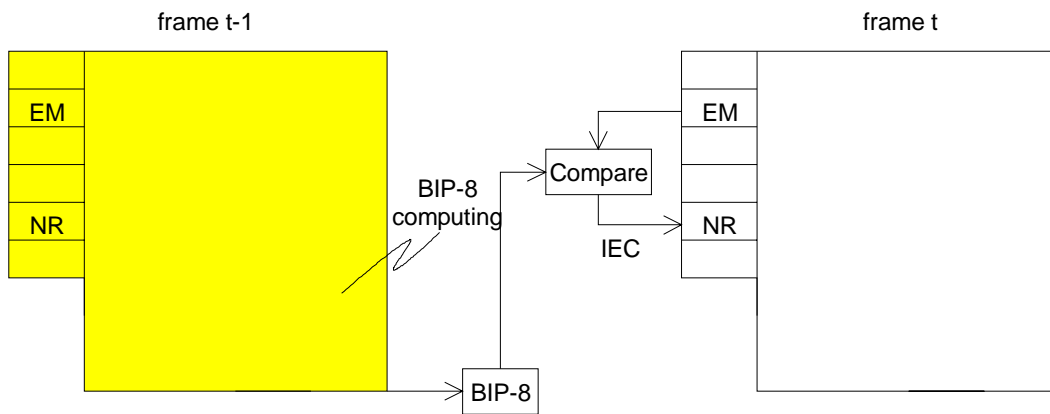 frame t-1
frame t
EM
EM
Compare
BIP-8
computing
NR
NR
IEC
BIP-8